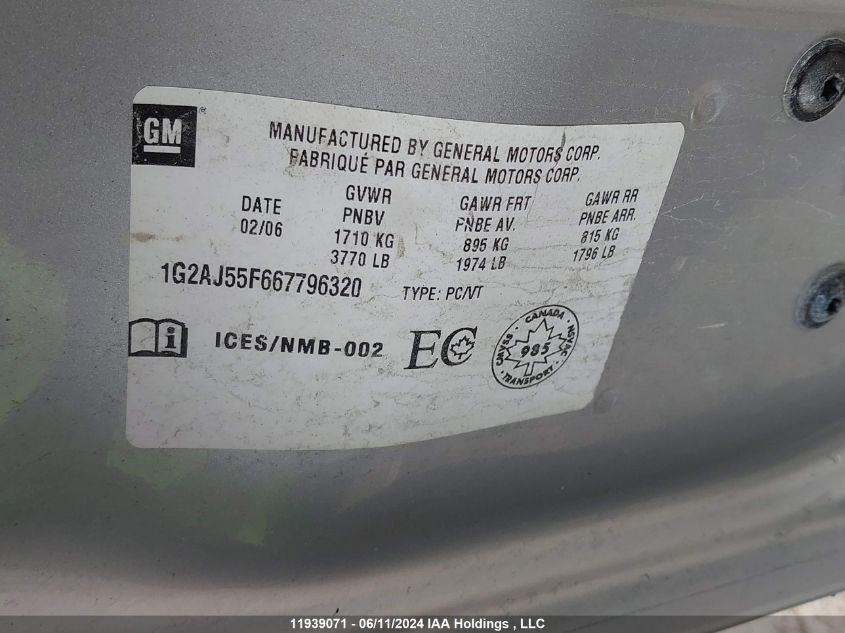 GM ®
MANUFACTURED BY GENERAL MOTORS CORP.
FABRIQUÉ PAR GENERAL MOTORS CORP.
DATE GVWR GAWR FRT GAWR RR
02/06 PNBV PNBE AV. PNBE ARR.
1710 KG 895 KG 815 KG
3770 LB 1974 LB 1796 LB
1G2AJ55F667796320 TYPE: PC/VT
i ICES/NMB-002 EC
CANADA
CMVSS 985 NSVAC
TRANSPORT
11939071 - 06/11/2024 IAA Holdings , LLC